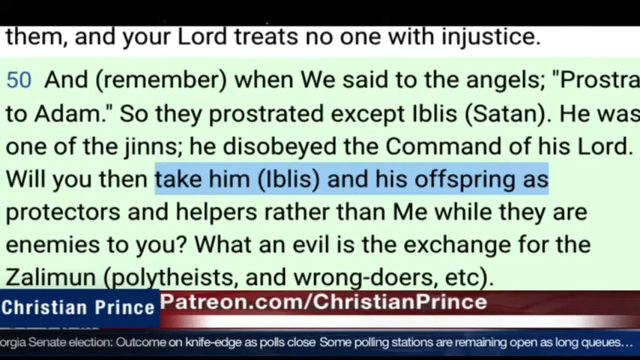 them, and your Lord treats no one with injustice.
50 And (remember) when We said to the angels; "Prostra
to Adam." So they prostrated except Iblis (Satan). He was
one of the jinns; he disobeyed the Command of his Lord.
Will you then take him (Iblis) and his offspring as
protectors and helpers rather than Me while they are
enemies to you? What an evil is the exchange for the
Zalimun (polytheists, and wrong-doers, etc).
Christian Prince
Patreon.com/ChristianPrince
orgia Senate election: Outcome on knife-edge as polls close Some polling stations are remaining open as long queues...